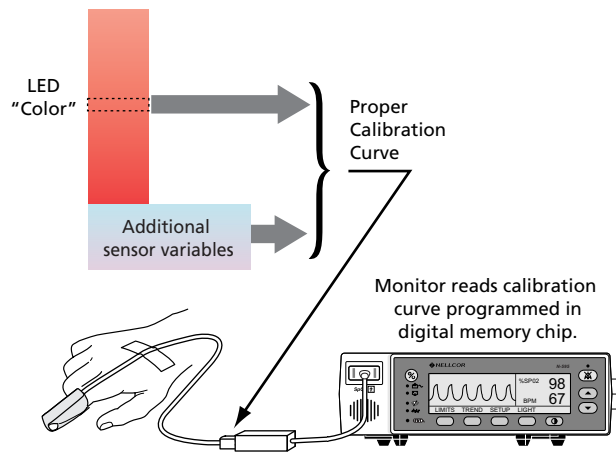 LED
“Color”
Proper
Calibration
Curve
Additional
sensor variables
Monitor reads calibration
curve programmed in
digital memory chip.
%SPO2 98
BPM 67
LIMITS TREND SETUP LIGHT